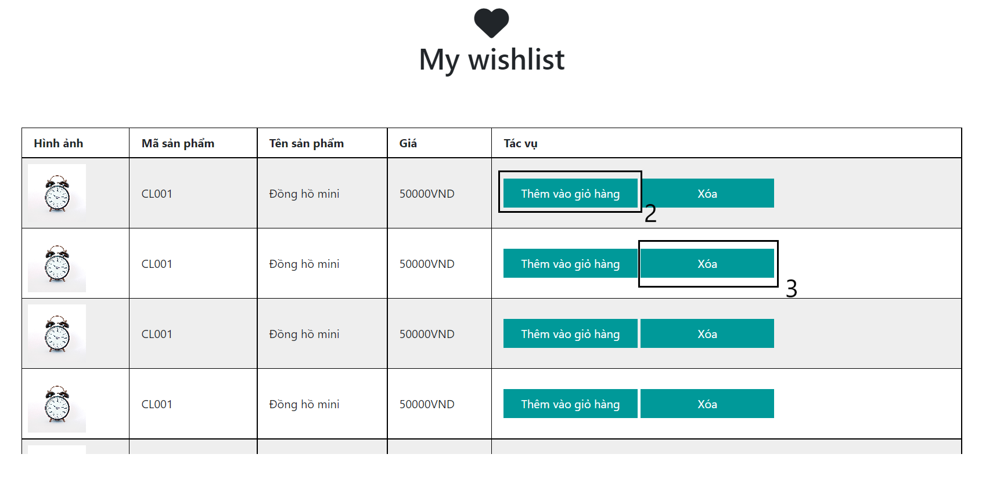 My wishlist
Hình ảnh Mã sản phẩm Tên sản phẩm Giá Tác vụ
CL001 Đồng hồ mini 50000VND Thêm vào giỏ hàng Xóa
2
CL001 Đồng hồ mini 50000VND Thêm vào giỏ hàng Xóa
3
CL001 Đồng hồ mini 50000VND Thêm vào giỏ hàng Xóa
CL001 Đồng hồ mini 50000VND Thêm vào giỏ hàng Xóa